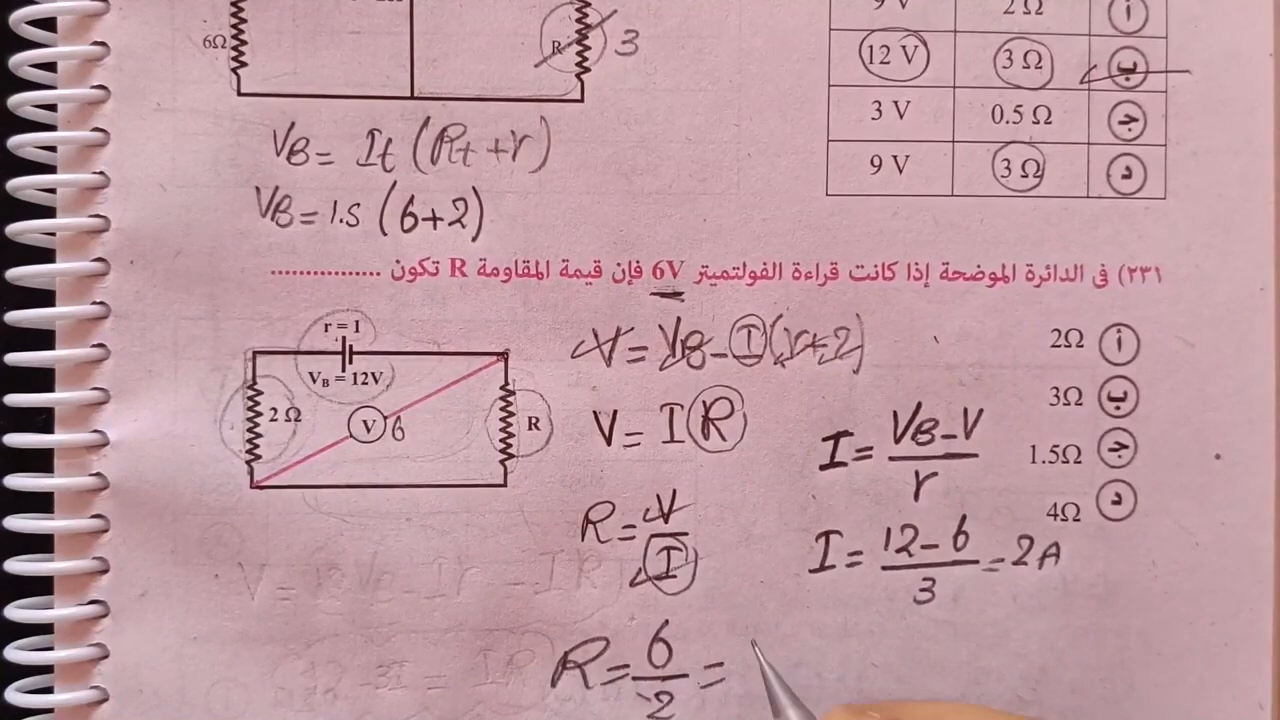 9 V 2 Ω أ
6Ω R 3
12 V 3 Ω ب
3 V 0.5 Ω ج
9 V 3 Ω د
VB = It (Rt + r)
VB = 1.5 (6+2)
٢٣١) فى الدائرة الموضحة إذا كانت قراءة الفولتميتر 6V فإن قيمة المقاومة R تكون ................
r = 1
VB = 12V
2 Ω
V 6
R
أ 2Ω
ب 3Ω
ج 1.5Ω
د 4Ω
V = VB - I (r+2)
V = I R
R = V / I
R = 6 / 2 =
I = VB - V / r
I = 12 - 6 / 3 = 2A